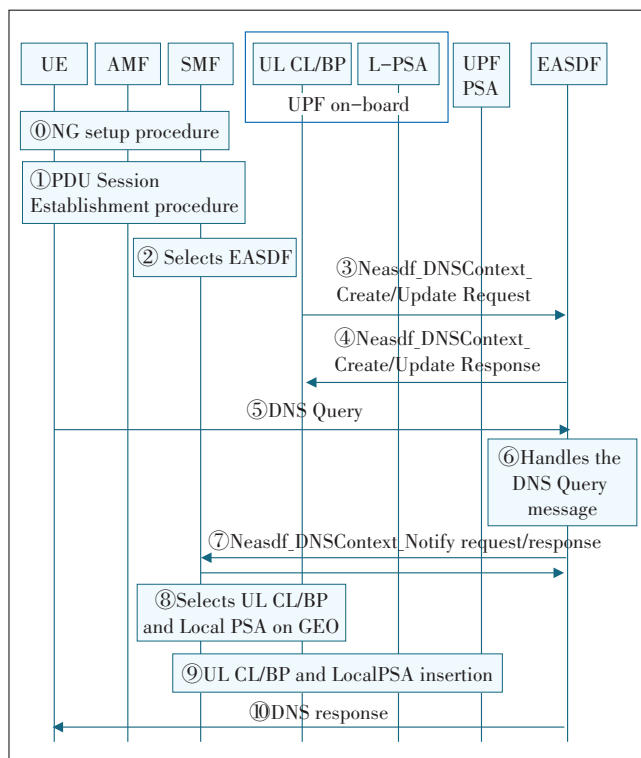 UE AMF SMF UL CL/BP L-PSA UPF PSA EASDF
UPF on-board
⓪NG setup procedure
①PDU Session
Establishment procedure
② Selects EASDF
③Neasdf_DNSContext_
Create/Update Request
④Neasdf_DNSContext_
Create/Update Response
⑤DNS Query
⑥Handles the
DNS Query
message
⑦Neasdf_DNSContext_Notify request/response
⑧Selects UL CL/BP
and Local PSA on GEO
⑨UL CL/BP and LocalPSA insertion
⑩DNS response